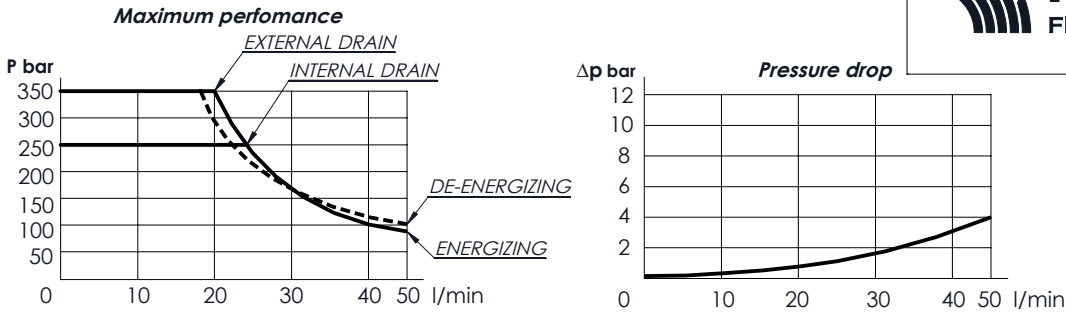 Maximum perfomance
EXTERNAL DRAIN
INTERNAL DRAIN
P bar
350
300
250
200
150
100
50
0 10 20 30 40 50 l/min
DE-ENERGIZING
ENERGIZING
Pressure drop
Δp bar
12
10
8
6
4
2
0 10 20 30 40 50 l/min